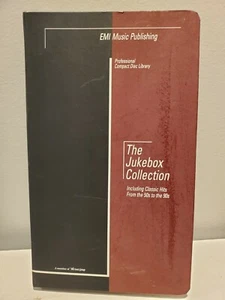 EMI Music Publishing
Professional
Compact Disc Library
The
Jukebox
Collection
Including Classic Hits
From the 50s to the 90s